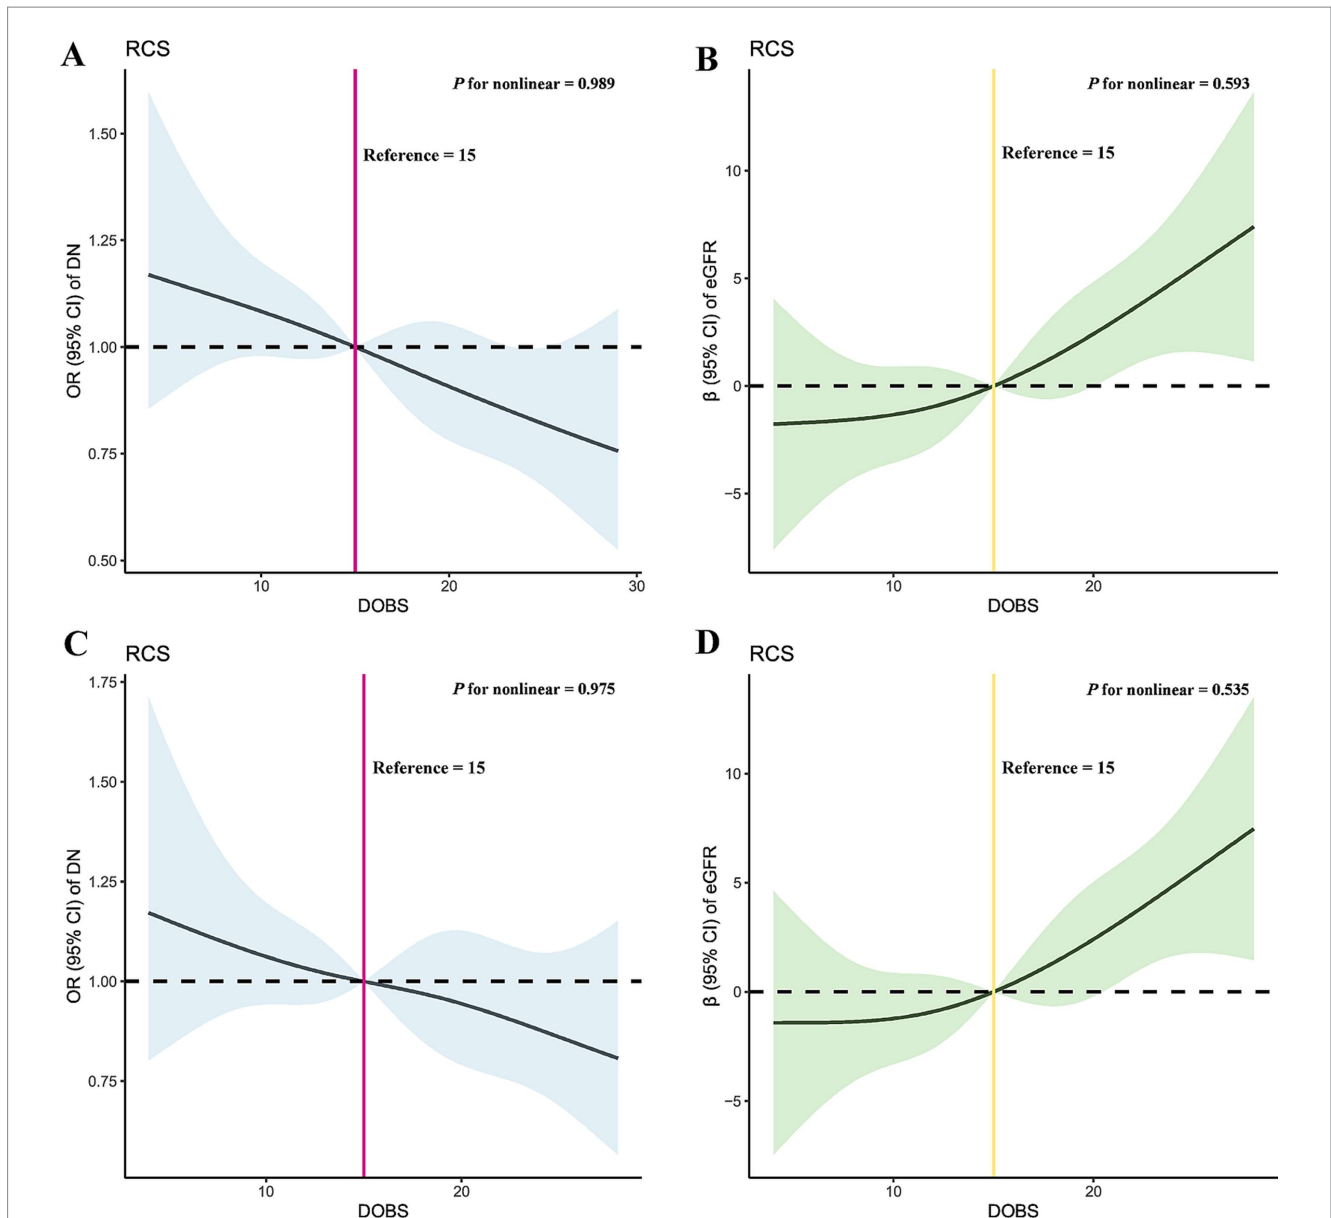 A
RCS
P for nonlinear = 0.989
Reference = 15
OR (95% CI) of DN
1.50
1.25
1.00
0.75
0.50
10
20
30
DOBS
B
RCS
P for nonlinear = 0.593
Reference = 15
β (95% CI) of eGFR
10
5
0
−5
10
20
DOBS
C
RCS
P for nonlinear = 0.975
Reference = 15
OR (95% CI) of DN
1.75
1.50
1.25
1.00
0.75
10
20
DOBS
D
RCS
P for nonlinear = 0.535
Reference = 15
β (95% CI) of eGFR
10
5
0
−5
10
20
DOBS